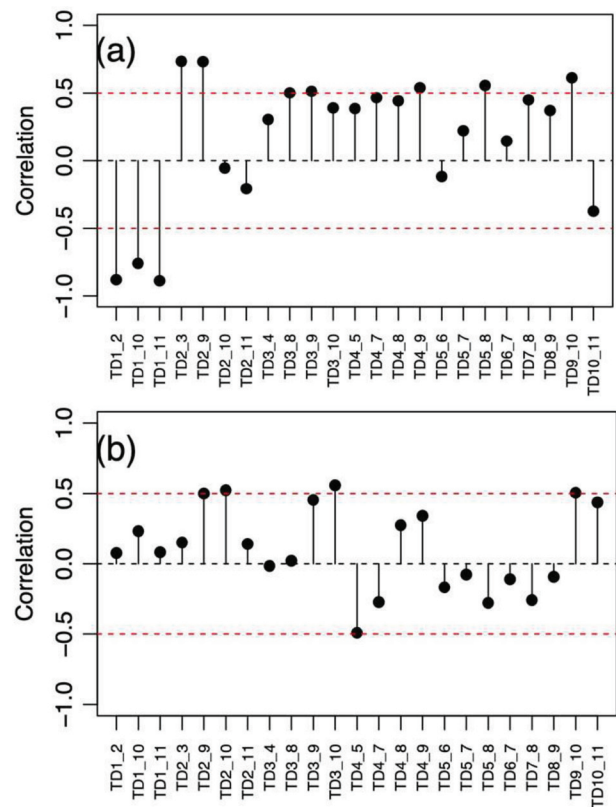 (a)
Correlation
1.0
0.5
0.0
−0.5
−1.0
TD1_2
TD1_10
TD1_11
TD2_3
TD2_9
TD2_10
TD2_11
TD3_4
TD3_8
TD3_9
TD3_10
TD4_5
TD4_7
TD4_8
TD4_9
TD5_6
TD5_7
TD5_8
TD6_7
TD7_8
TD8_9
TD9_10
TD10_11
(b)
Correlation
1.0
0.5
0.0
−0.5
−1.0
TD1_2
TD1_10
TD1_11
TD2_3
TD2_9
TD2_10
TD2_11
TD3_4
TD3_8
TD3_9
TD3_10
TD4_5
TD4_7
TD4_8
TD4_9
TD5_6
TD5_7
TD5_8
TD6_7
TD7_8
TD8_9
TD9_10
TD10_11